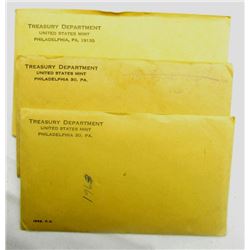 TREASURY DEPARTMENT
UNITED STATES MINT
PHILADELPHIA, PA. 19130
TREASURY DEPARTMENT
UNITED STATES MINT
PHILADELPHIA 30, PA.
TREASURY DEPARTMENT
UNITED STATES MINT
PHILADELPHIA 30, PA.